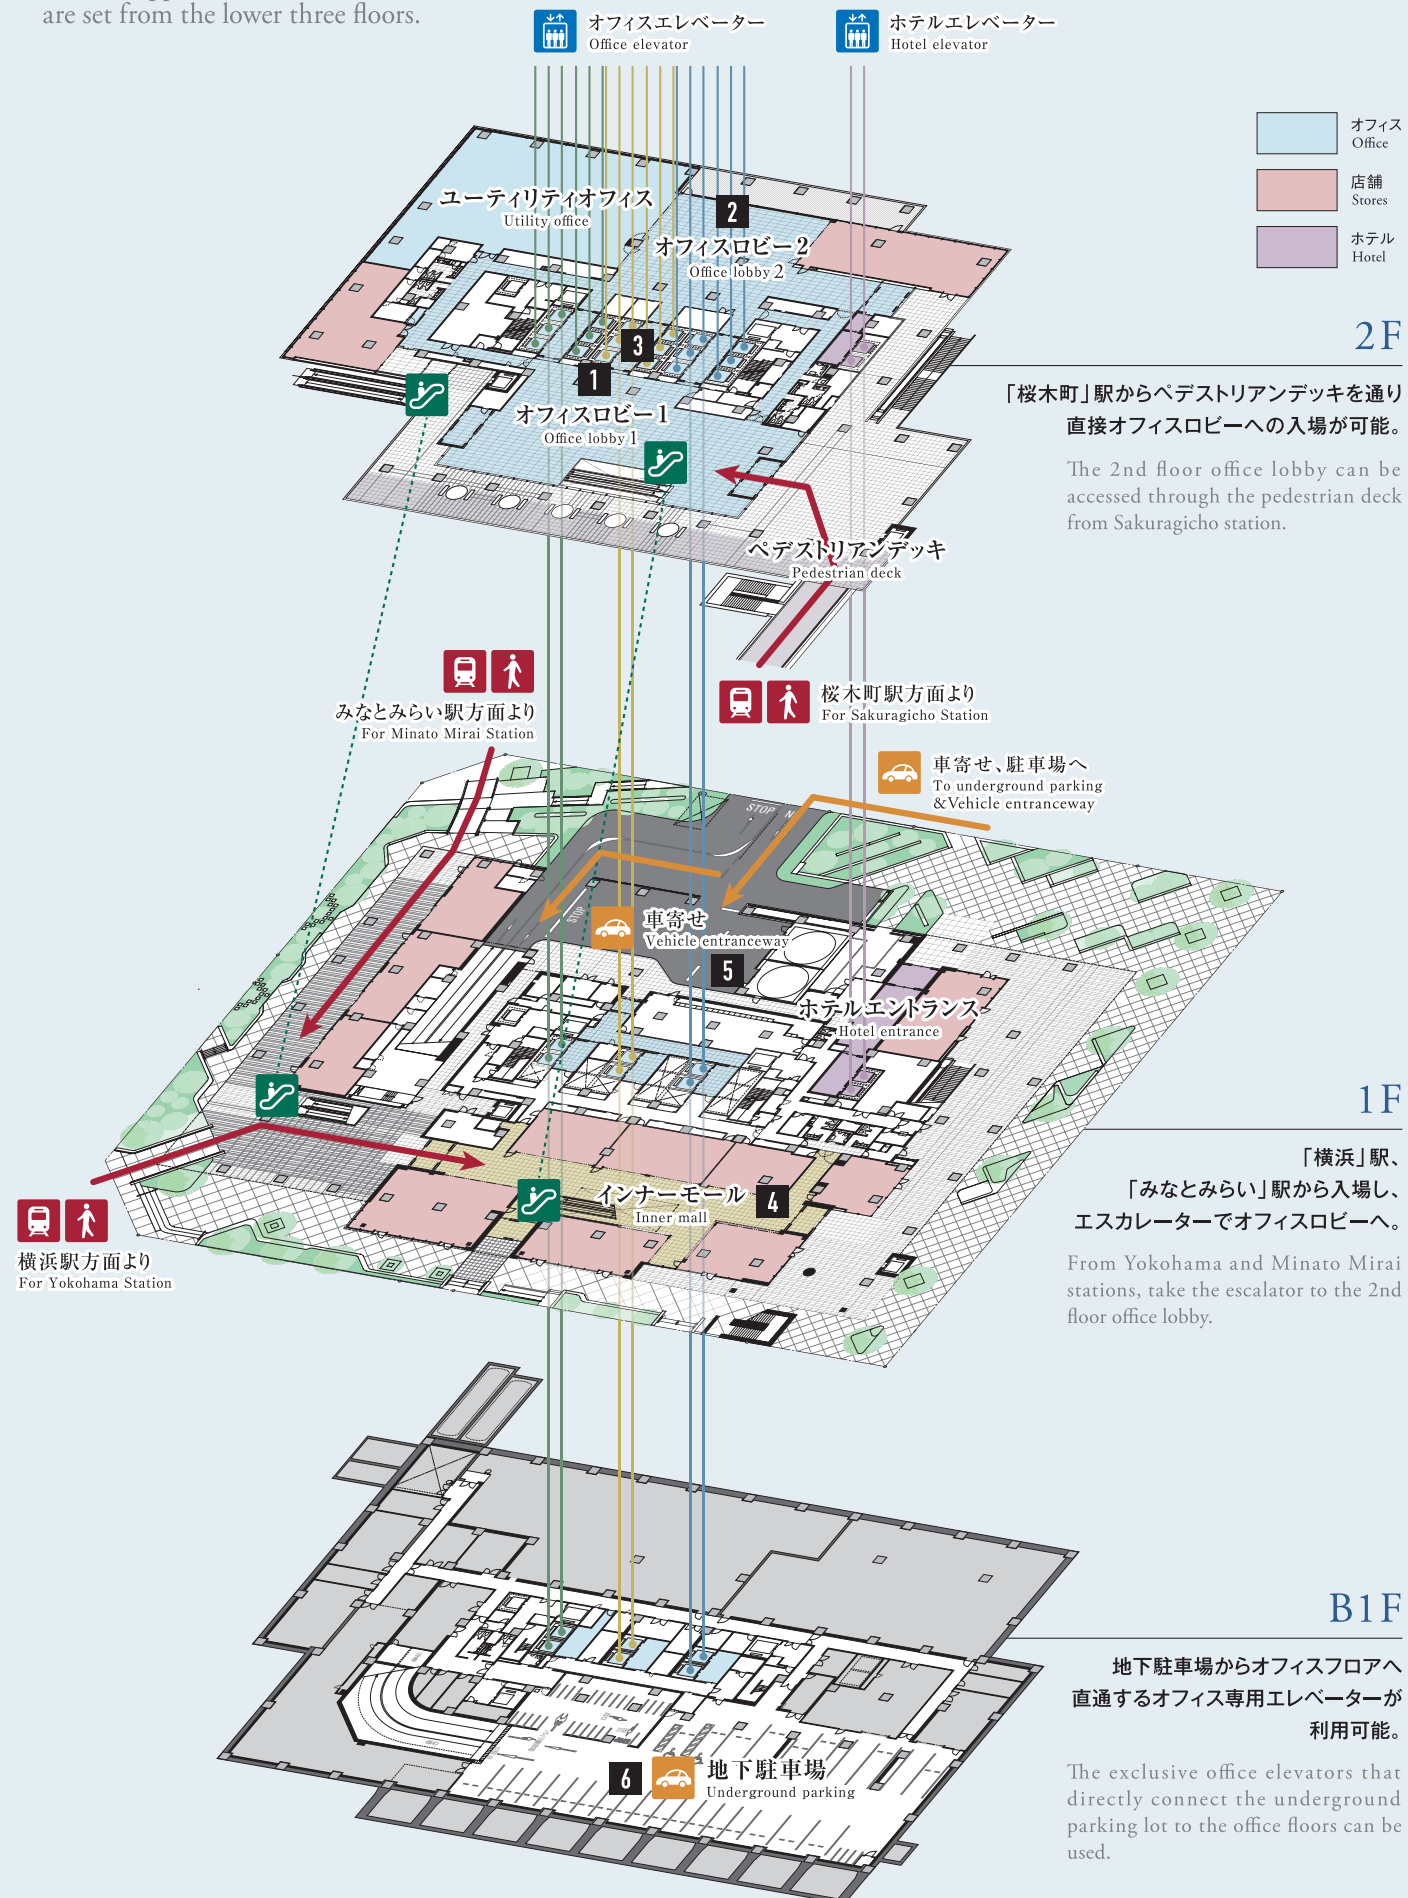 are set from the lower three floors.
オフィスエレベーター
Office elevator
ホテルエレベーター
Hotel elevator
オフィス
Office
店舗
Stores
ホテル
Hotel
ユーティリティオフィス
Utility office
2
オフィスロビー2
Office lobby 2
3
1
オフィスロビー1
Office lobby 1
2F
「桜木町」駅からペデストリアンデッキを通り
直接オフィスロビーへの入場が可能。
The 2nd floor office lobby can be
accessed through the pedestrian deck
from Sakuragicho station.
ペデストリアンデッキ
Pedestrian deck
みなとみらい駅方面より
For Minato Mirai Station
桜木町駅方面より
For Sakuragicho Station
車寄せ、駐車場へ
To underground parking
&Vehicle entranceway
STOP
N
STOP
車寄せ
Vehicle entranceway
5
ホテルエントランス
Hotel entrance
1F
「横浜」駅、
「みなとみらい」駅から入場し、
エスカレーターでオフィスロビーへ。
From Yokohama and Minato Mirai
stations, take the escalator to the 2nd
floor office lobby.
インナーモール
Inner mall
4
横浜駅方面より
For Yokohama Station
B1F
地下駐車場からオフィスフロアへ
直通するオフィス専用エレベーターが
利用可能。
The exclusive office elevators that
directly connect the underground
parking lot to the office floors can be
used.
6
地下駐車場
Underground parking